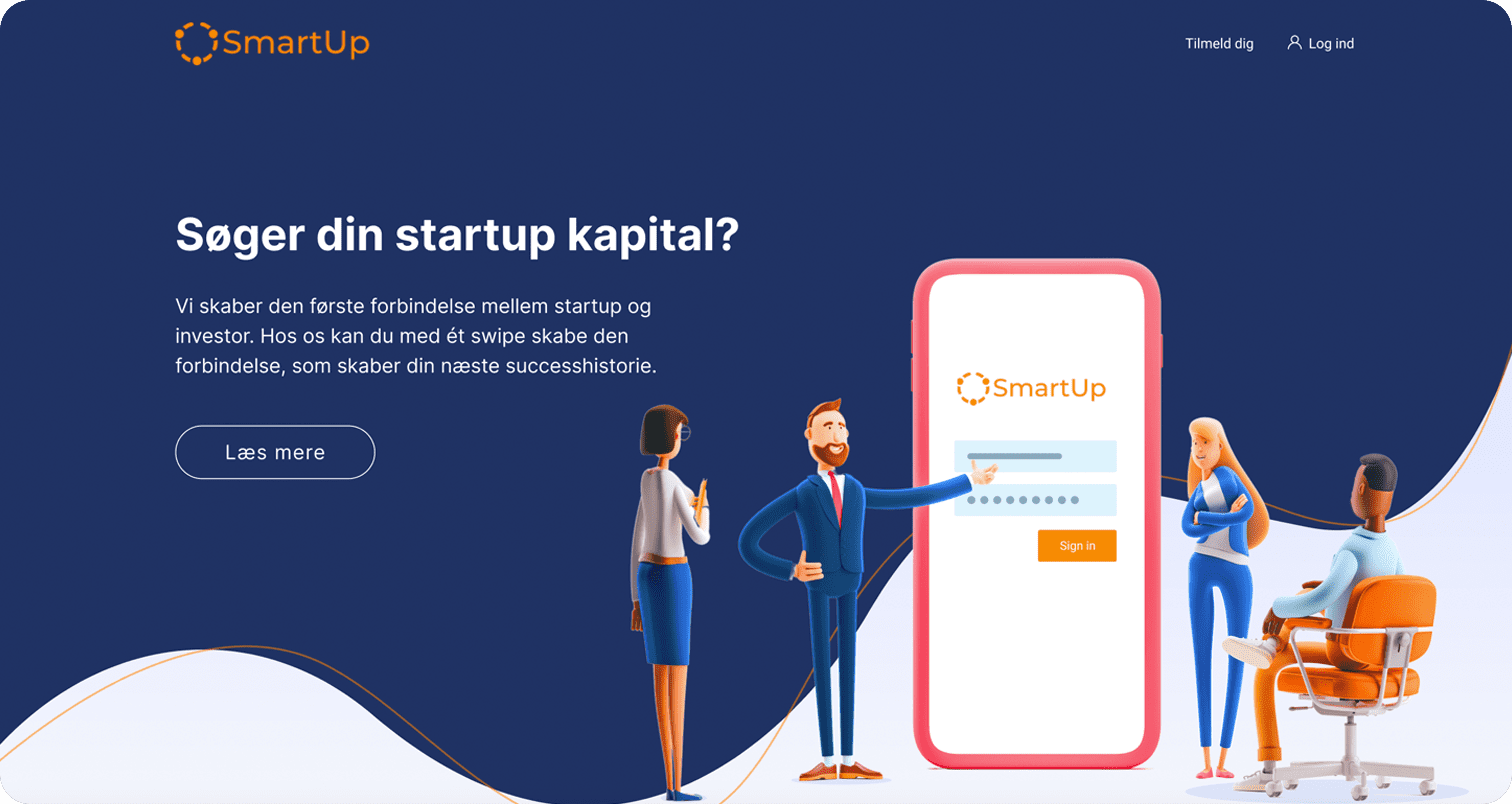 SmartUp
Tilmeld dig
Log ind
Søger din startup kapital?
Vi skaber den første forbindelse mellem startup og
investor. Hos os kan du med ét swipe skabe den
forbindelse, som skaber din næste successhistorie.
Læs mere
SmartUp
Sign in